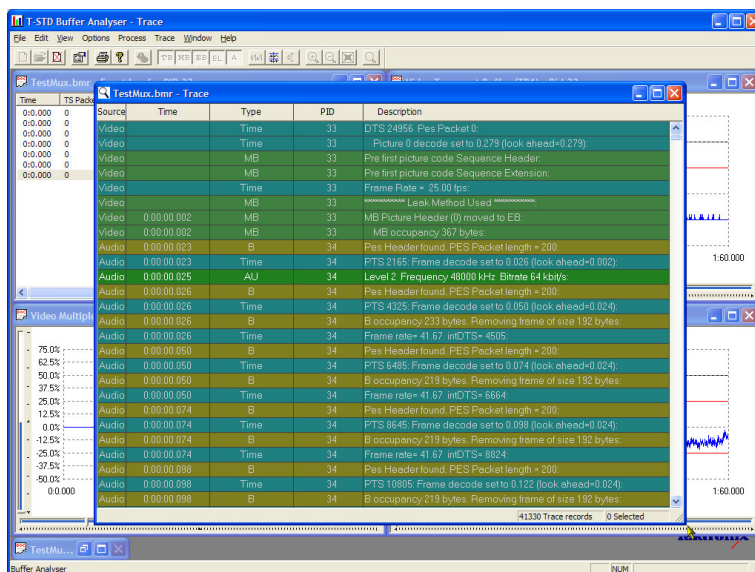 T-STD Buffer Analyser - Trace
File Edit View Options Process Trace Window Help
TB MB EB EL A
TestMux.bmr
Time TS Packe
0:0.000 0
0:0.000 0
0:0.000 0
0:0.000 0
0:0.000 0
0:0.000 0
TestMux.bmr - Trace
Source Time Type PID Description
Video Time 33 DTS 24956 Pes Packet 0:
Video Time 33 Picture 0 decode set to 0.279 (look ahead=0.279):
Video MB 33 Pre first picture code Sequence Header:
Video MB 33 Pre first picture code Sequence Extension:
Video Time 33 Frame Rate = 25.00 fps:
Video MB 33 Leak Method Used
Video 0:00:00.002 MB 33 MB Picture Header (0) moved to EB:
Video 0:00:00.002 MB 33 MB occupany 367 bytes:
Audio 0:00:00.023 B 34 Pes Header found. PES Packet length = 200:
Audio 0:00:00.023 Time 34 PTS 2165: Frame decode set to 0.026 (look ahead=0.002):
Audio 0:00:00.025 AU 34 Level 2 Frequency 48000 kHz Bitrate 64 kbit/s:
Audio 0:00:00.026 B 34 Pes Header found. PES Packet length = 200:
Audio 0:00:00.026 Time 34 PTS 4325: Frame decode set to 0.050 (look ahead=0.024):
Audio 0:00:00.026 B 34 B occupancy 233 bytes. Removing frame of size 192 bytes:
Audio 0:00:00.026 Time 34 Frame rate= 41.67 intDTS= 4505:
Audio 0:00:00.050 B 34 Pes Header found. PES Packet length = 200:
Audio 0:00:00.050 Time 34 PTS 6485: Frame decode set to 0.074 (look ahead=0.024):
Audio 0:00:00.050 B 34 B occupancy 219 bytes. Removing frame of size 192 bytes:
Audio 0:00:00.050 Time 34 Frame rate= 41.67 intDTS= 6664:
Audio 0:00:00.074 B 34 Pes Header found. PES Packet length = 200:
Audio 0:00:00.074 Time 34 PTS 8645: Frame decode set to 0.098 (look ahead=0.024):
Audio 0:00:00.074 B 34 B occupancy 219 bytes. Removing frame of size 192 bytes:
Audio 0:00:00.074 Time 34 Frame rate= 41.67 intDTS= 8824:
Audio 0:00:00.098 B 34 Pes Header found. PES Packet length = 200:
Audio 0:00:00.098 Time 34 PTS 10805: Frame decode set to 0.122 (look ahead=0.024):
Audio 0:00:00.098 B 34 B occupancy 219 bytes. Removing frame of size 192 bytes:
41330 Trace records 0 Selected
1:60.000
Video Multiple
75.0%
62.5%
50.0%
37.5%
25.0%
12.5%
0.0%
-12.5%
-25.0%
-37.5%
-50.0%
0:0.000
1:60.000
TestMu...
Buffer Analyser
NUM